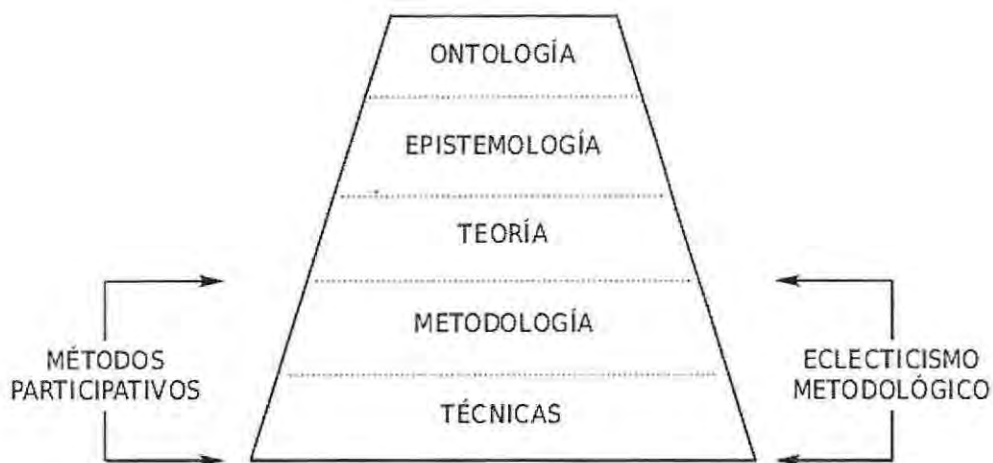 ONTOLOGÍA
EPISTEMOLOGÍA
TEORÍA
METODOLOGÍA
TÉCNICAS
MÉTODOS
PARTICIPATIVOS
ECLECTICISMO
METODOLÓGICO